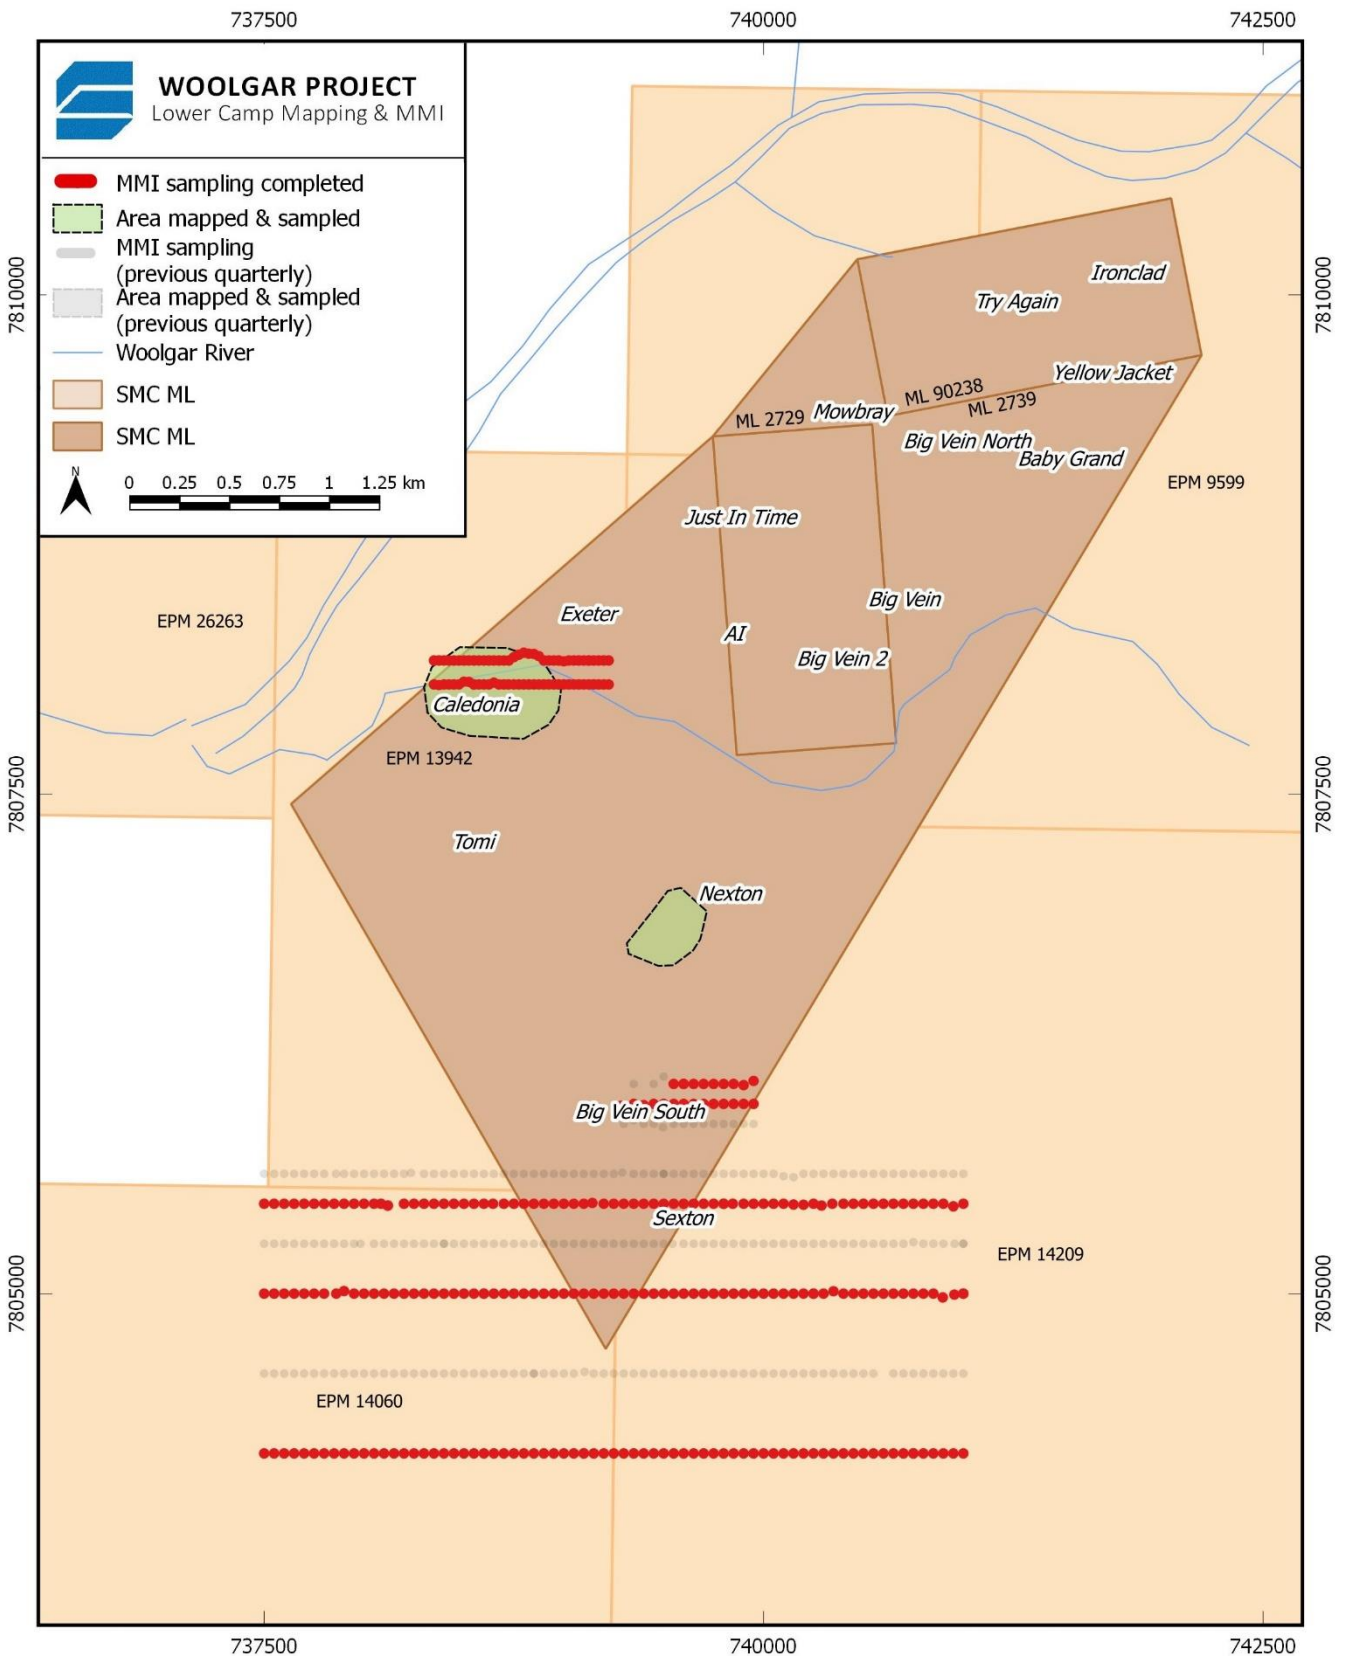 737500
740000
742500
WOOLGAR PROJECT
Lower Camp Mapping & MMI
MMI sampling completed
Area mapped & sampled
MMI sampling
(previous quarterly)
Area mapped & sampled
(previous quarterly)
Woolgar River
SMC ML
SMC ML
N
0 0.25 0.5 0.75 1 1.25 km
7810000
7810000
Ironclad
Try Again
Yellow Jacket
ML 90238
ML 2739
ML 2729
Mowbray
Big Vein North
Baby Grand
EPM 9599
Just In Time
Big Vein
Exeter
EPM 26263
AI
Big Vein 2
Caledonia
EPM 13942
7807500
7807500
Tomi
Nexton
Big Vein South
Sexton
EPM 14209
7805000
7805000
EPM 14060
737500
740000
742500